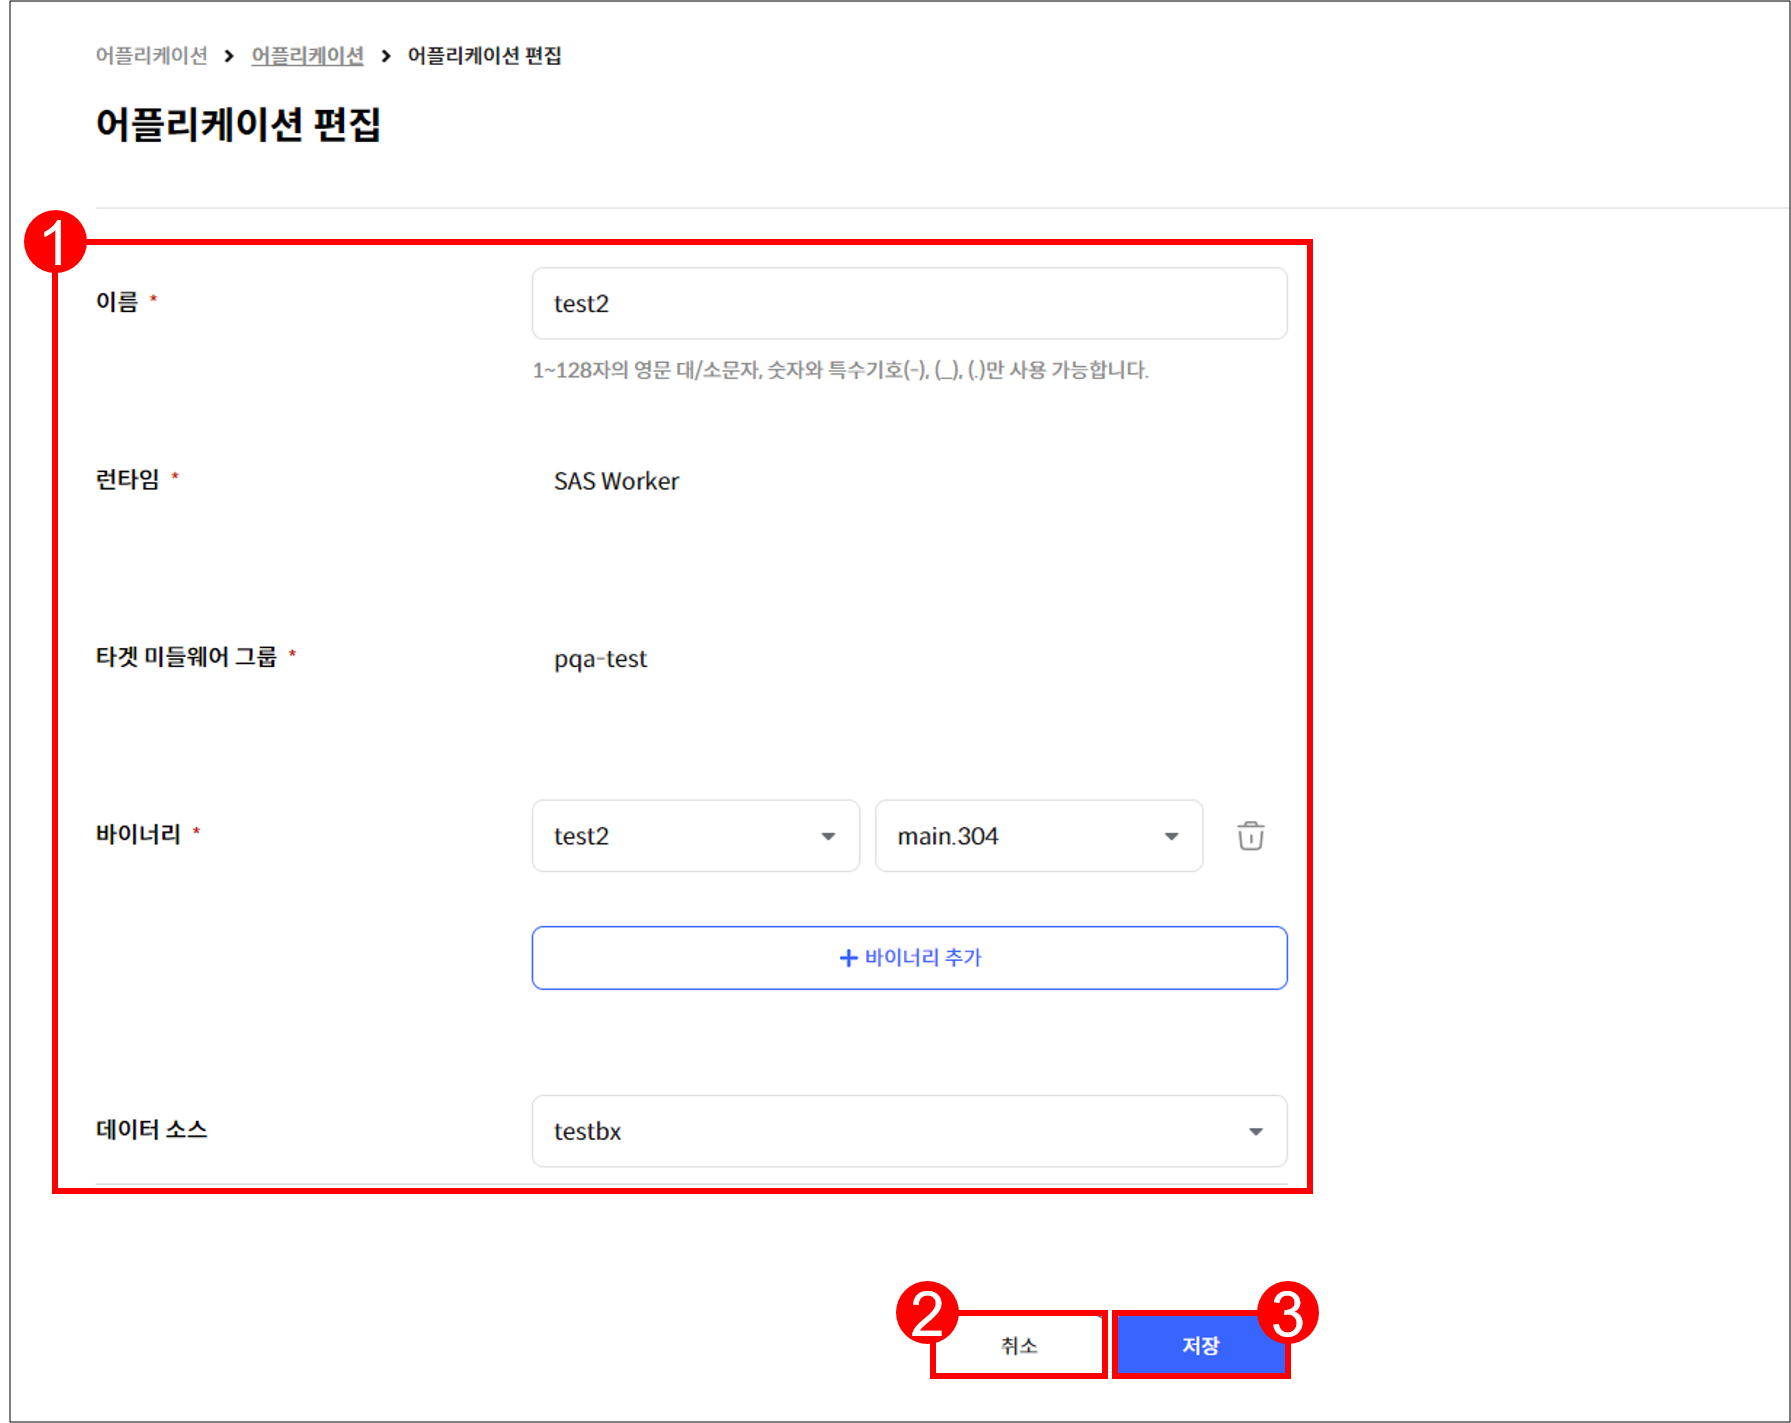 어플리케이션 > 어플리케이션 > 어플리케이션 편집
어플리케이션 편집
1
이름 *
test2
1~128자의 영문 대/소문자, 숫자와 특수기호(-), (_), (.)만 사용 가능합니다.
런타임 *
SAS Worker
타겟 미들웨어 그룹 *
pqa-test
바이너리 *
test2
main.304
+ 바이너리 추가
데이터 소스
testbx
2
취소
3
저장